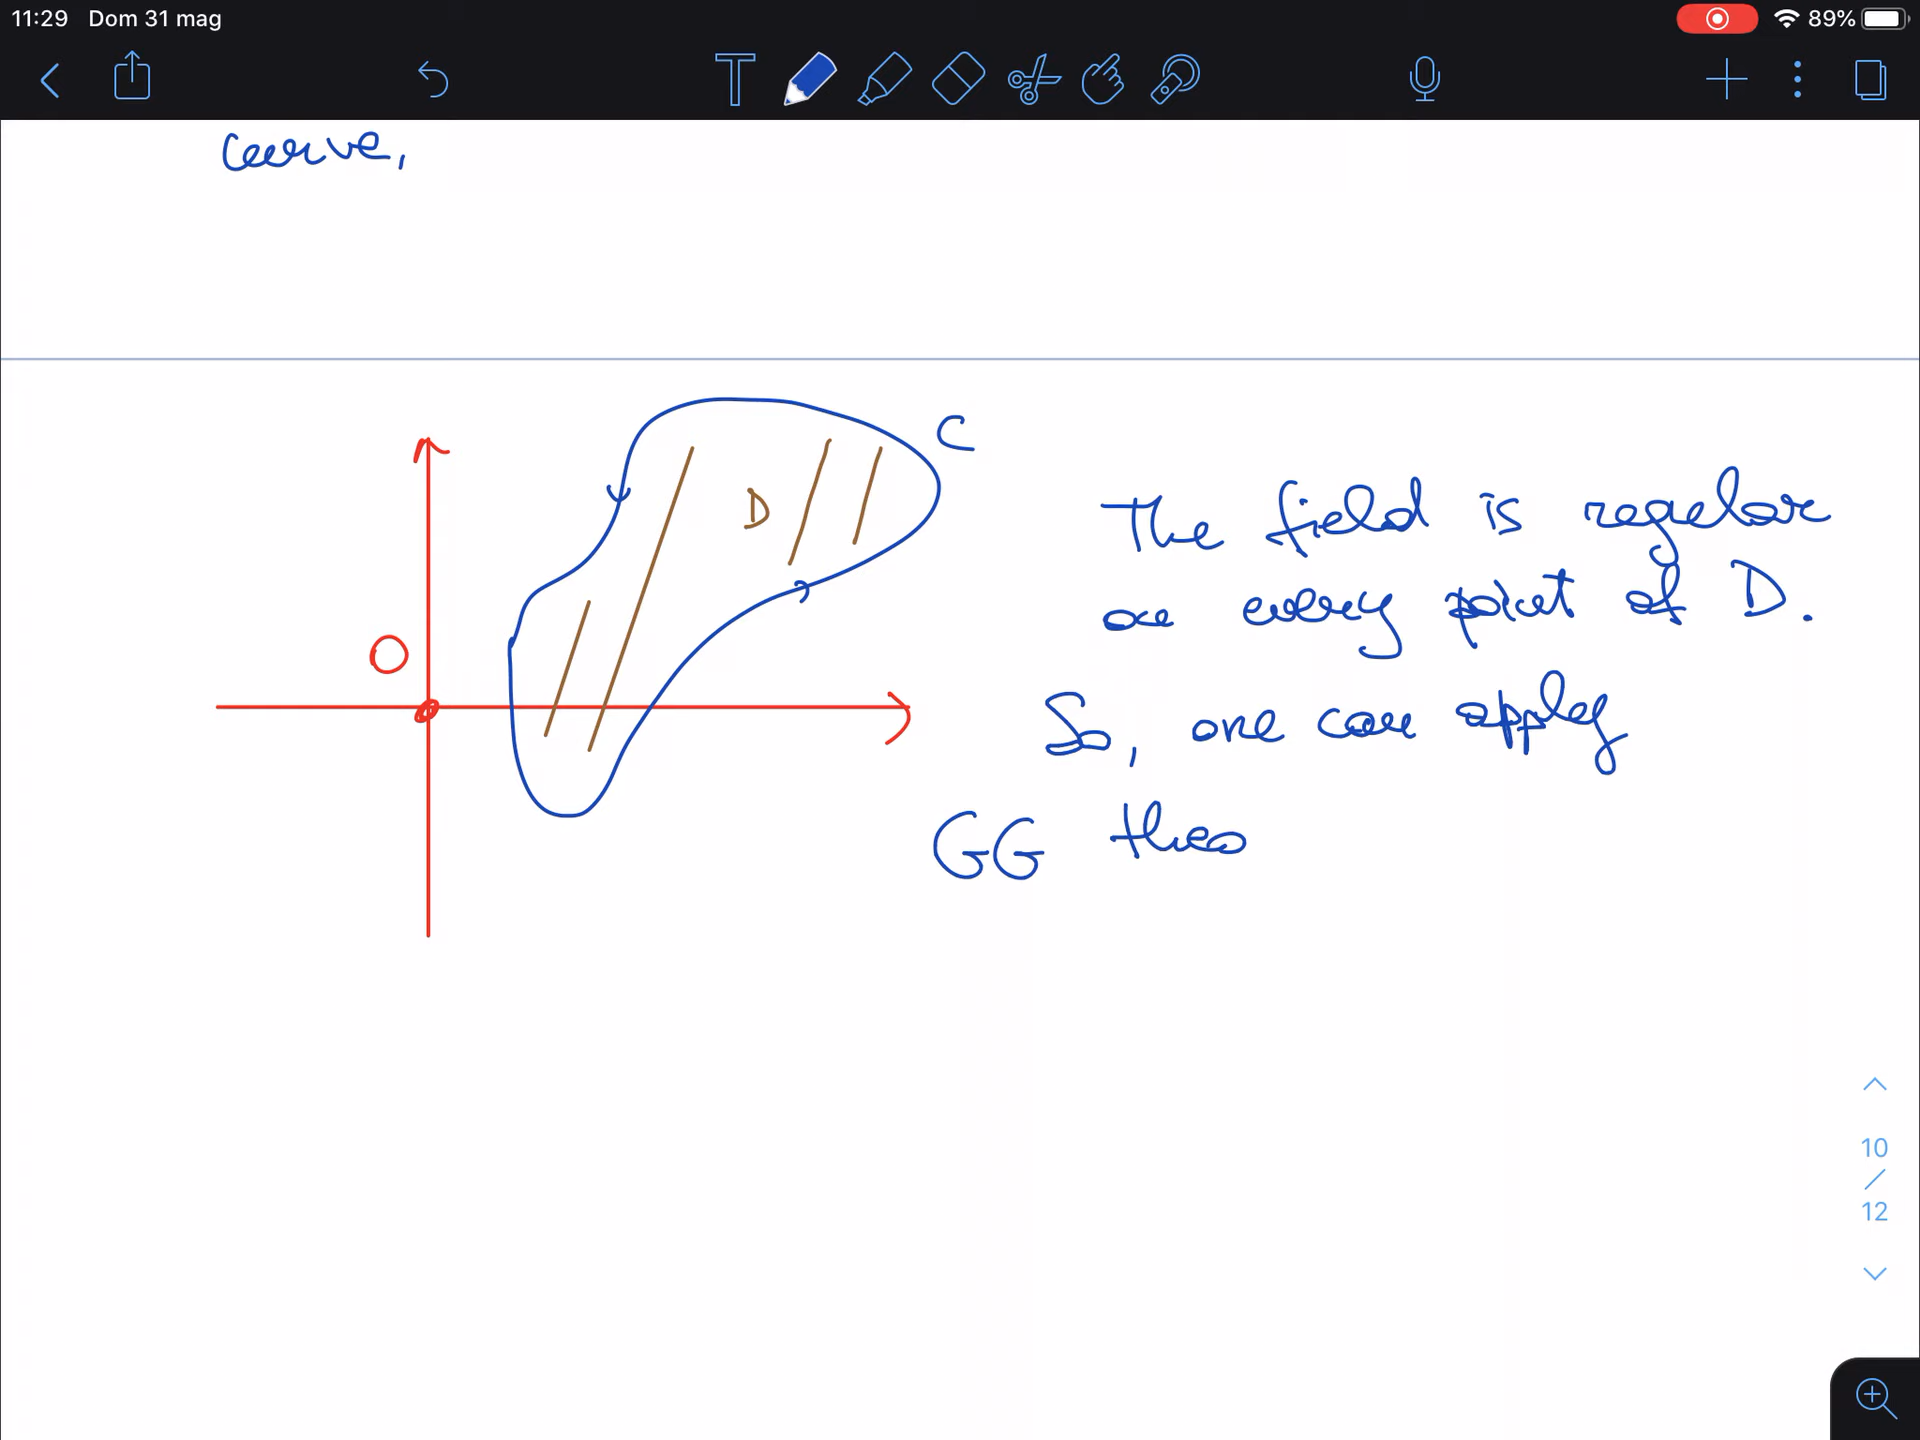 11:29 Dom 31 mag
89%
T
curve,
C
D
O
The field is regular
on every point of D.
So, one can apply
GG theo
10
/
12